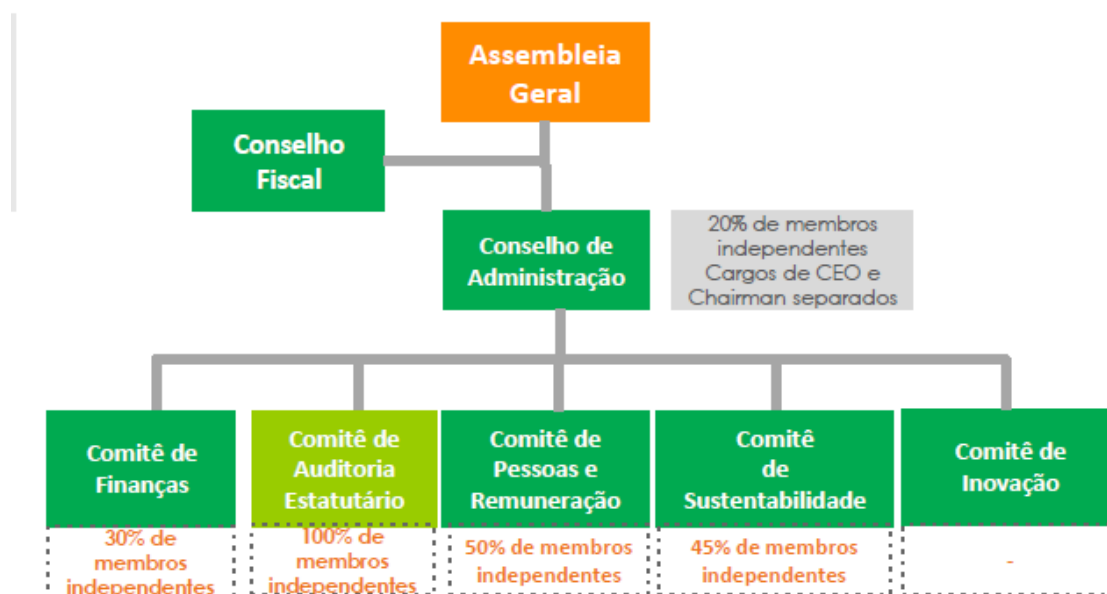 Assembleia
Geral
Conselho
Fiscal
Conselho de
Administração
20% de membros
independentes
Cargos de CEO e
Chairman separados
Comitê de
Finanças
Comitê de
Auditoria
Estatutário
Comitê de
Pessoas e
Remuneração
Comitê
de
Sustentabilidade
Comitê de
Inovação
30% de
membros
independentes
100% de
membros
independentes
50% de membros
independentes
45% de membros
independentes
-